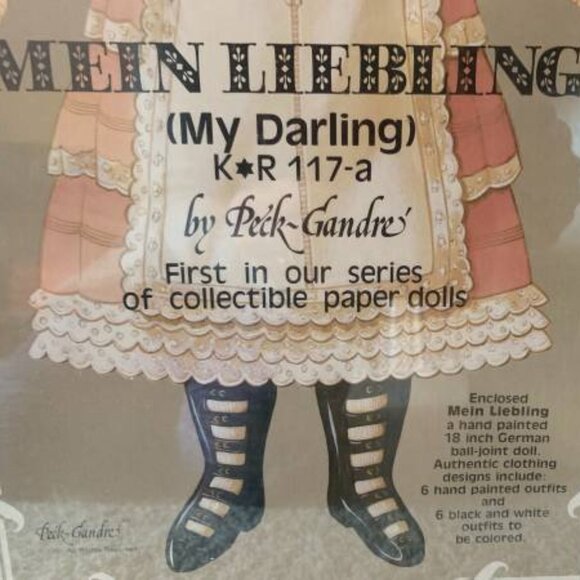 MEIN LIEBLING
(My Darling)
K★R 117-a
by Peck-Gandré
First in our series
of collectible paper dolls
Enclosed
Mein Liebling
a hand painted
18 inch German
ball-joint doll.
Authentic clothing
designs include:
6 hand painted outfits
and
6 black and white
outfits to
be colored.
Peck-Gandré